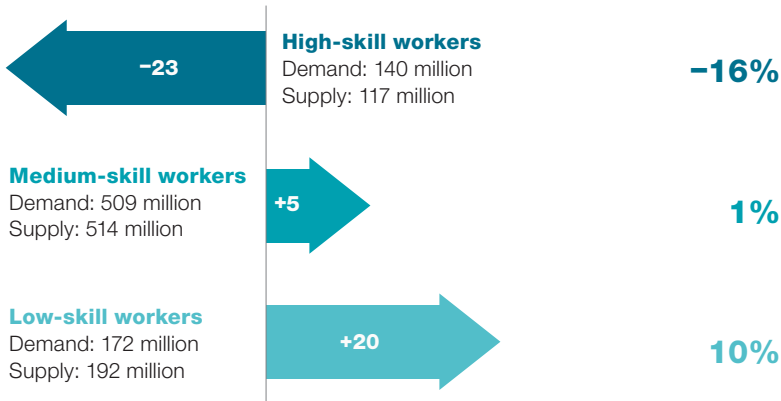 −23
High-skill workers
Demand: 140 million
Supply: 117 million
−16%
Medium-skill workers
Demand: 509 million
Supply: 514 million
+5
1%
Low-skill workers
Demand: 172 million
Supply: 192 million
+20
10%